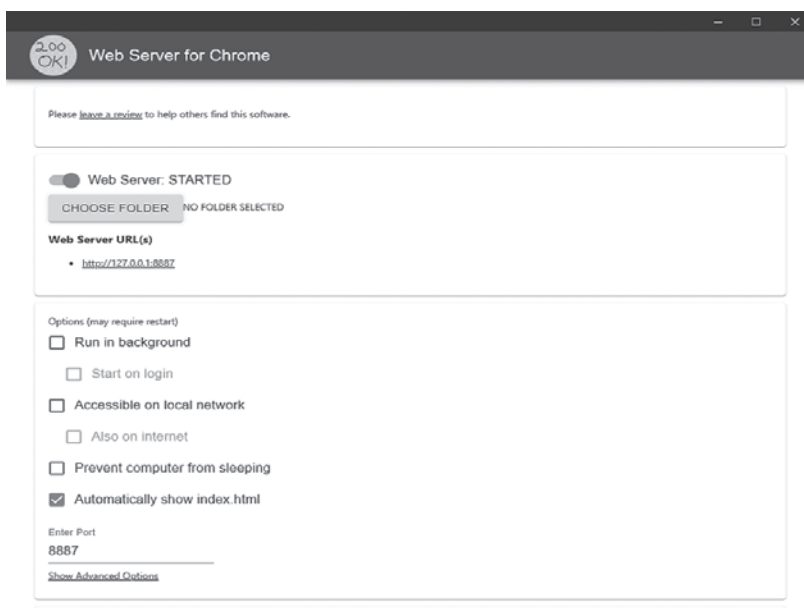 200
OK!
Web Server for Chrome
Please leave a review to help others find this software.
Web Server: STARTED
CHOOSE FOLDER NO FOLDER SELECTED
Web Server URL(s)
http://127.0.0.1:8887
Options (may require restart)
Run in background
Start on login
Accessible on local network
Also on internet
Prevent computer from sleeping
Automatically show index.html
Enter Port
8887
Show Advanced Options